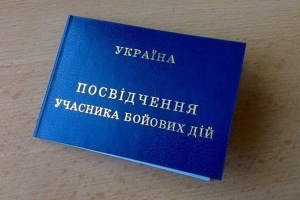 УКРАЇНА
ПОСВІДЧЕННЯ
УЧАСНИКА БОЙОВИХ ДІЙ